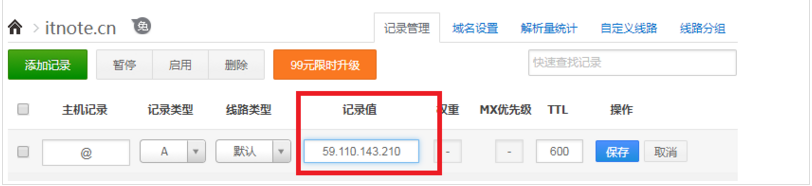 itnote.cn 免 记录管理 域名设置 解析量统计 自定义线路 线路分组
添加记录 暂停 启用 删除 99元限时升级 快速查找记录
主机记录 记录类型 线路类型 记录值 权重 MX优先级 TTL 操作
@ A 默认 59.110.143.210 - - 600 保存 取消